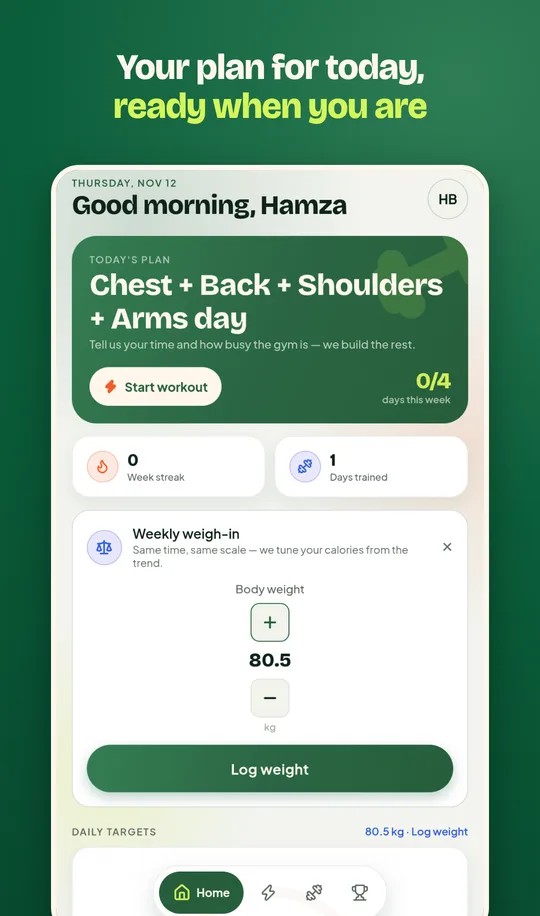 Your plan for today,
ready when you are
THURSDAY, NOV 12
Good morning, Hamza
HB
TODAY'S PLAN
Chest + Back + Shoulders
+ Arms day
Tell us your time and how busy the gym is — we build the rest.
Start workout
0/4
days this week
0
Week streak
1
Days trained
Weekly weigh-in
Same time, same scale — we tune your calories from the
trend.
Body weight
80.5
kg
Log weight
DAILY TARGETS
80.5 kg · Log weight
Home